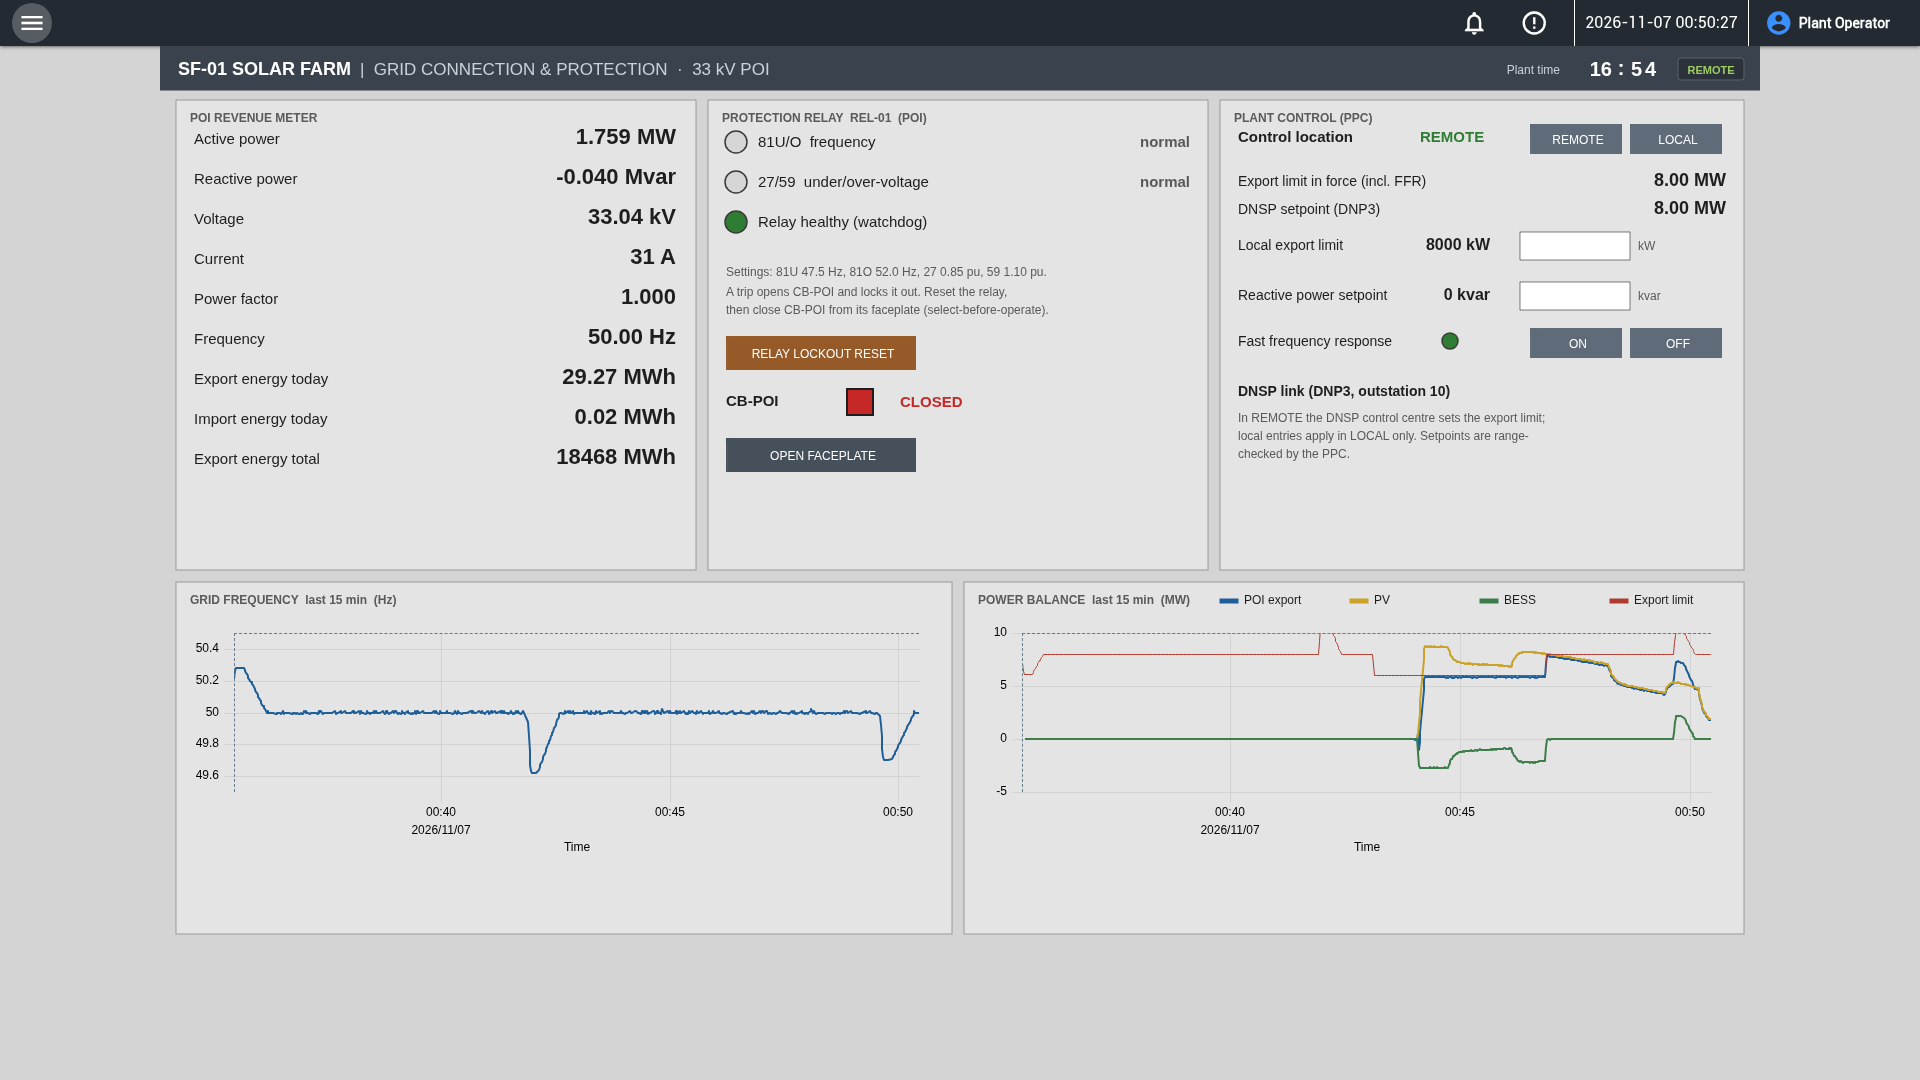 2026-11-07 00:50:27
Plant Operator
SF-01 SOLAR FARM | GRID CONNECTION & PROTECTION · 33 kV POI
Plant time 16 : 54 REMOTE
POI REVENUE METER
Active power 1.759 MW
Reactive power -0.040 Mvar
Voltage 33.04 kV
Current 31 A
Power factor 1.000
Frequency 50.00 Hz
Export energy today 29.27 MWh
Import energy today 0.02 MWh
Export energy total 18468 MWh
PROTECTION RELAY REL-01 (POI)
81U/O frequency normal
27/59 under/over-voltage normal
Relay healthy (watchdog)
Settings: 81U 47.5 Hz, 81O 52.0 Hz, 27 0.85 pu, 59 1.10 pu.
A trip opens CB-POI and locks it out. Reset the relay,
then close CB-POI from its faceplate (select-before-operate).
RELAY LOCKOUT RESET
CB-POI CLOSED
OPEN FACEPLATE
PLANT CONTROL (PPC)
Control location REMOTE REMOTE LOCAL
Export limit in force (incl. FFR) 8.00 MW
DNSP setpoint (DNP3) 8.00 MW
Local export limit 8000 kW kW
Reactive power setpoint 0 kvar kvar
Fast frequency response ON OFF
DNSP link (DNP3, outstation 10)
In REMOTE the DNSP control centre sets the export limit;
local entries apply in LOCAL only. Setpoints are range-
checked by the PPC.
GRID FREQUENCY last 15 min (Hz)
50.4
50.2
50
49.8
49.6
00:40 00:45 00:50
2026/11/07
Time
POWER BALANCE last 15 min (MW) POI export PV BESS Export limit
10
5
0
-5
00:40 00:45 00:50
2026/11/07
Time